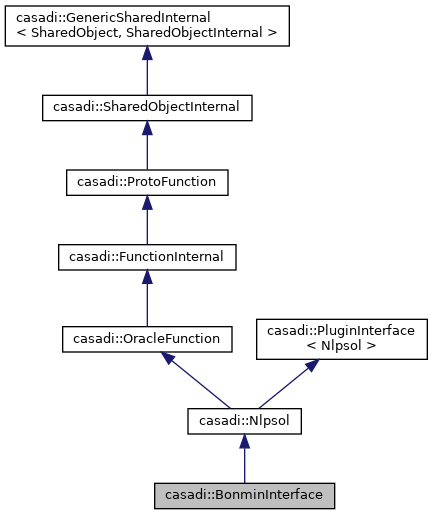 casadi::GenericSharedInternal
< SharedObject, SharedObjectInternal >
casadi::SharedObjectInternal
casadi::ProtoFunction
casadi::FunctionInternal
casadi::OracleFunction
casadi::PluginInterface
< Nlpsol >
casadi::Nlpsol
casadi::BonminInterface